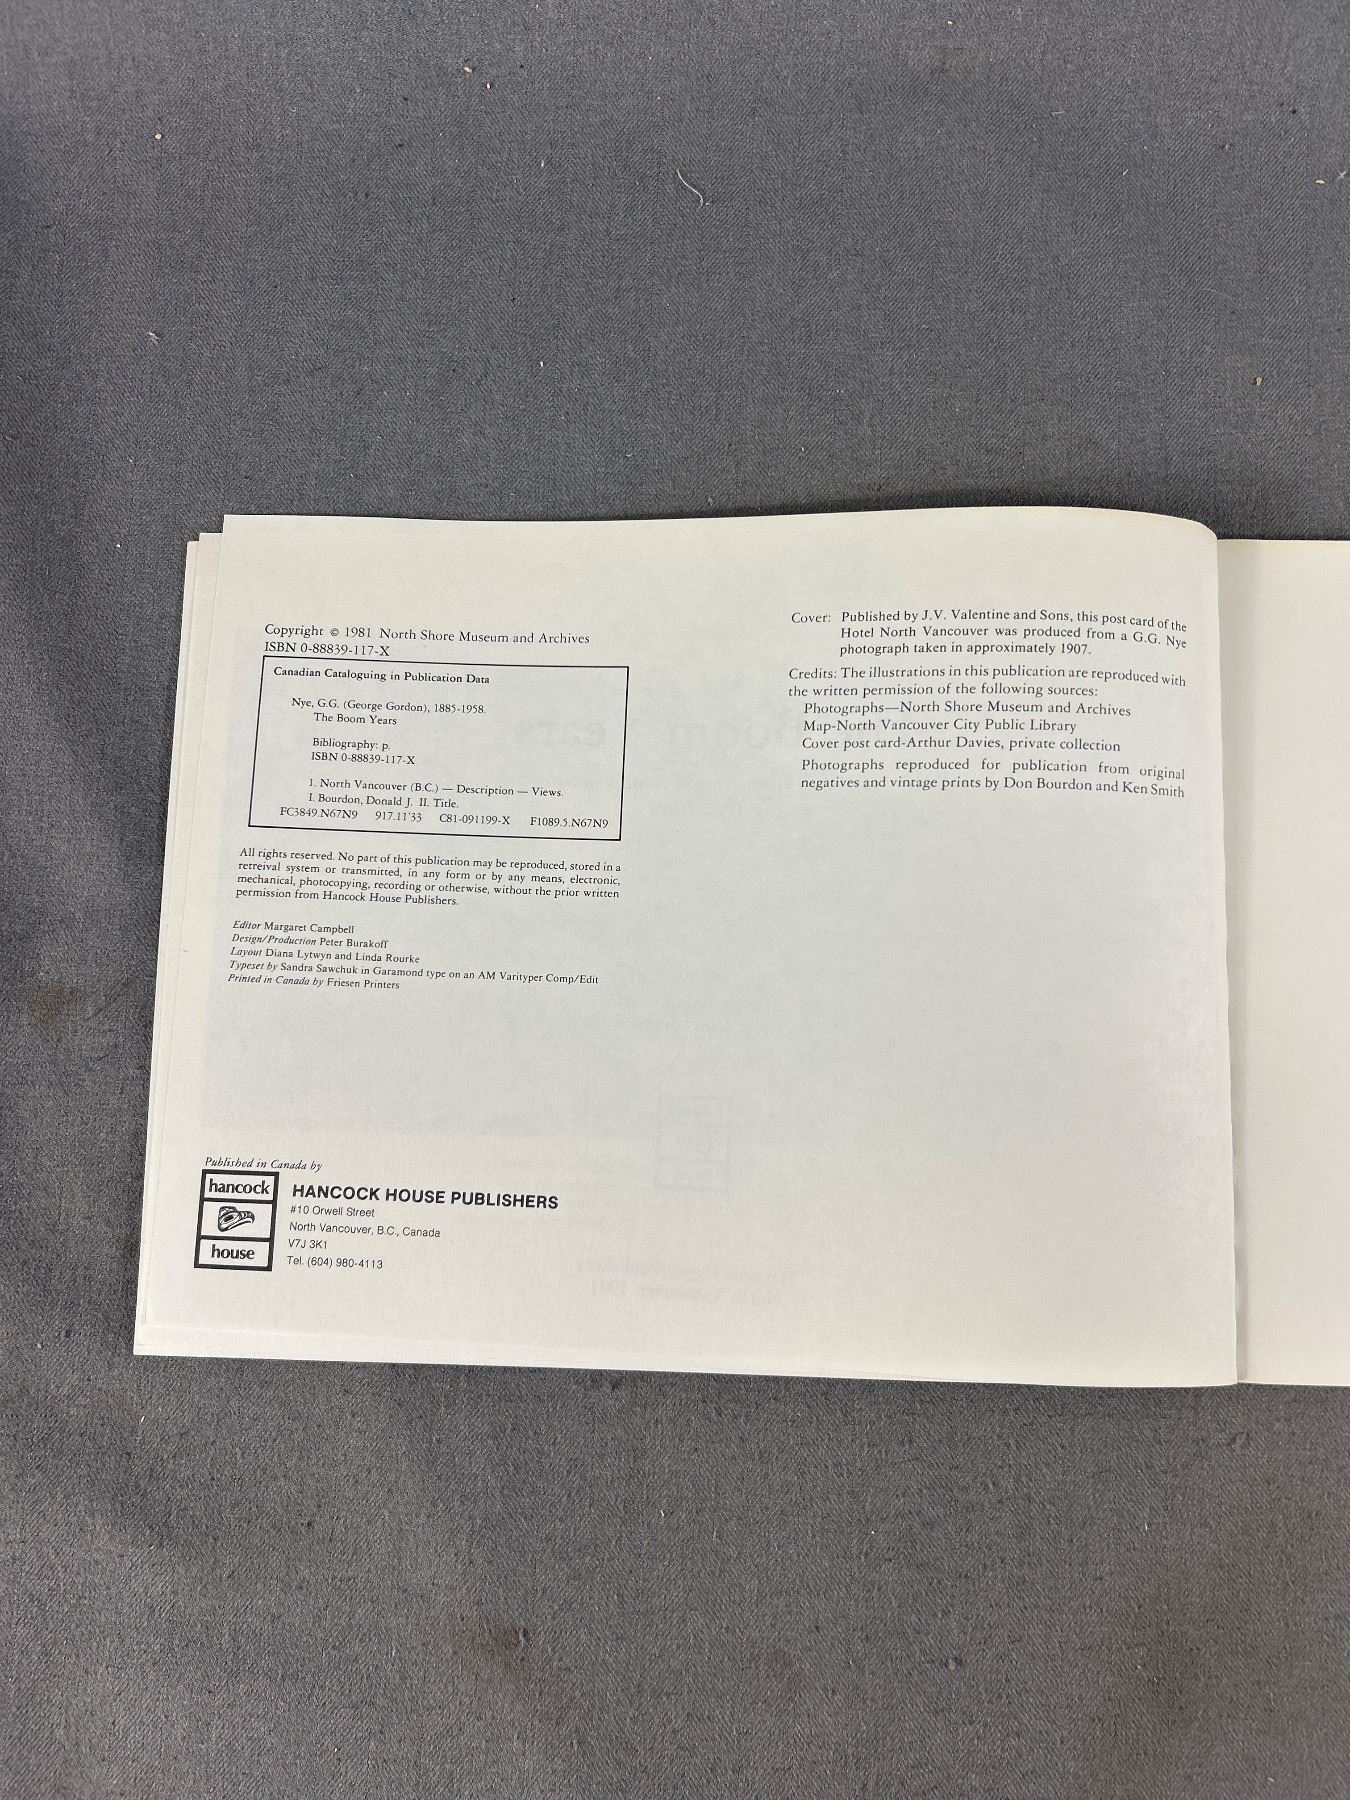 Copyright © 1981 North Shore Museum and Archives
ISBN 0-88839-117-X
Canadian Cataloguing in Publication Data
Nye, G.G. (George Gordon), 1885-1958.
The Boom Years
Bibliography: p.
ISBN 0-88839-117-X
1. North Vancouver (B.C.) — Description — Views.
I. Bourdon, Donald J. II. Title.
FC3849.N67N9 917.11'33 C81-091199-X F1089.5.N67N9
All rights reserved. No part of this publication may be reproduced, stored in a
retreival system or transmitted, in any form or by any means, electronic,
mechanical, photocopying, recording or otherwise, without the prior written
permission from Hancock House Publishers.
Editor Margaret Campbell
Design/Production Peter Burakoff
Layout Diana Lytwyn and Linda Rourke
Typeset by Sandra Sawchuk in Garamond type on an AM Varityper Comp/Edit
Printed in Canada by Friesen Printers
Published in Canada by
hancock
house
HANCOCK HOUSE PUBLISHERS
#10 Orwell Street
North Vancouver, B.C., Canada
V7J 3K1
Tel. (604) 980-4113
Cover: Published by J.V. Valentine and Sons, this post card of the
Hotel North Vancouver was produced from a G.G. Nye
photograph taken in approximately 1907.
Credits: The illustrations in this publication are reproduced with
the written permission of the following sources:
Photographs—North Shore Museum and Archives
Map-North Vancouver City Public Library
Cover post card-Arthur Davies, private collection
Photographs reproduced for publication from original
negatives and vintage prints by Don Bourdon and Ken Smith